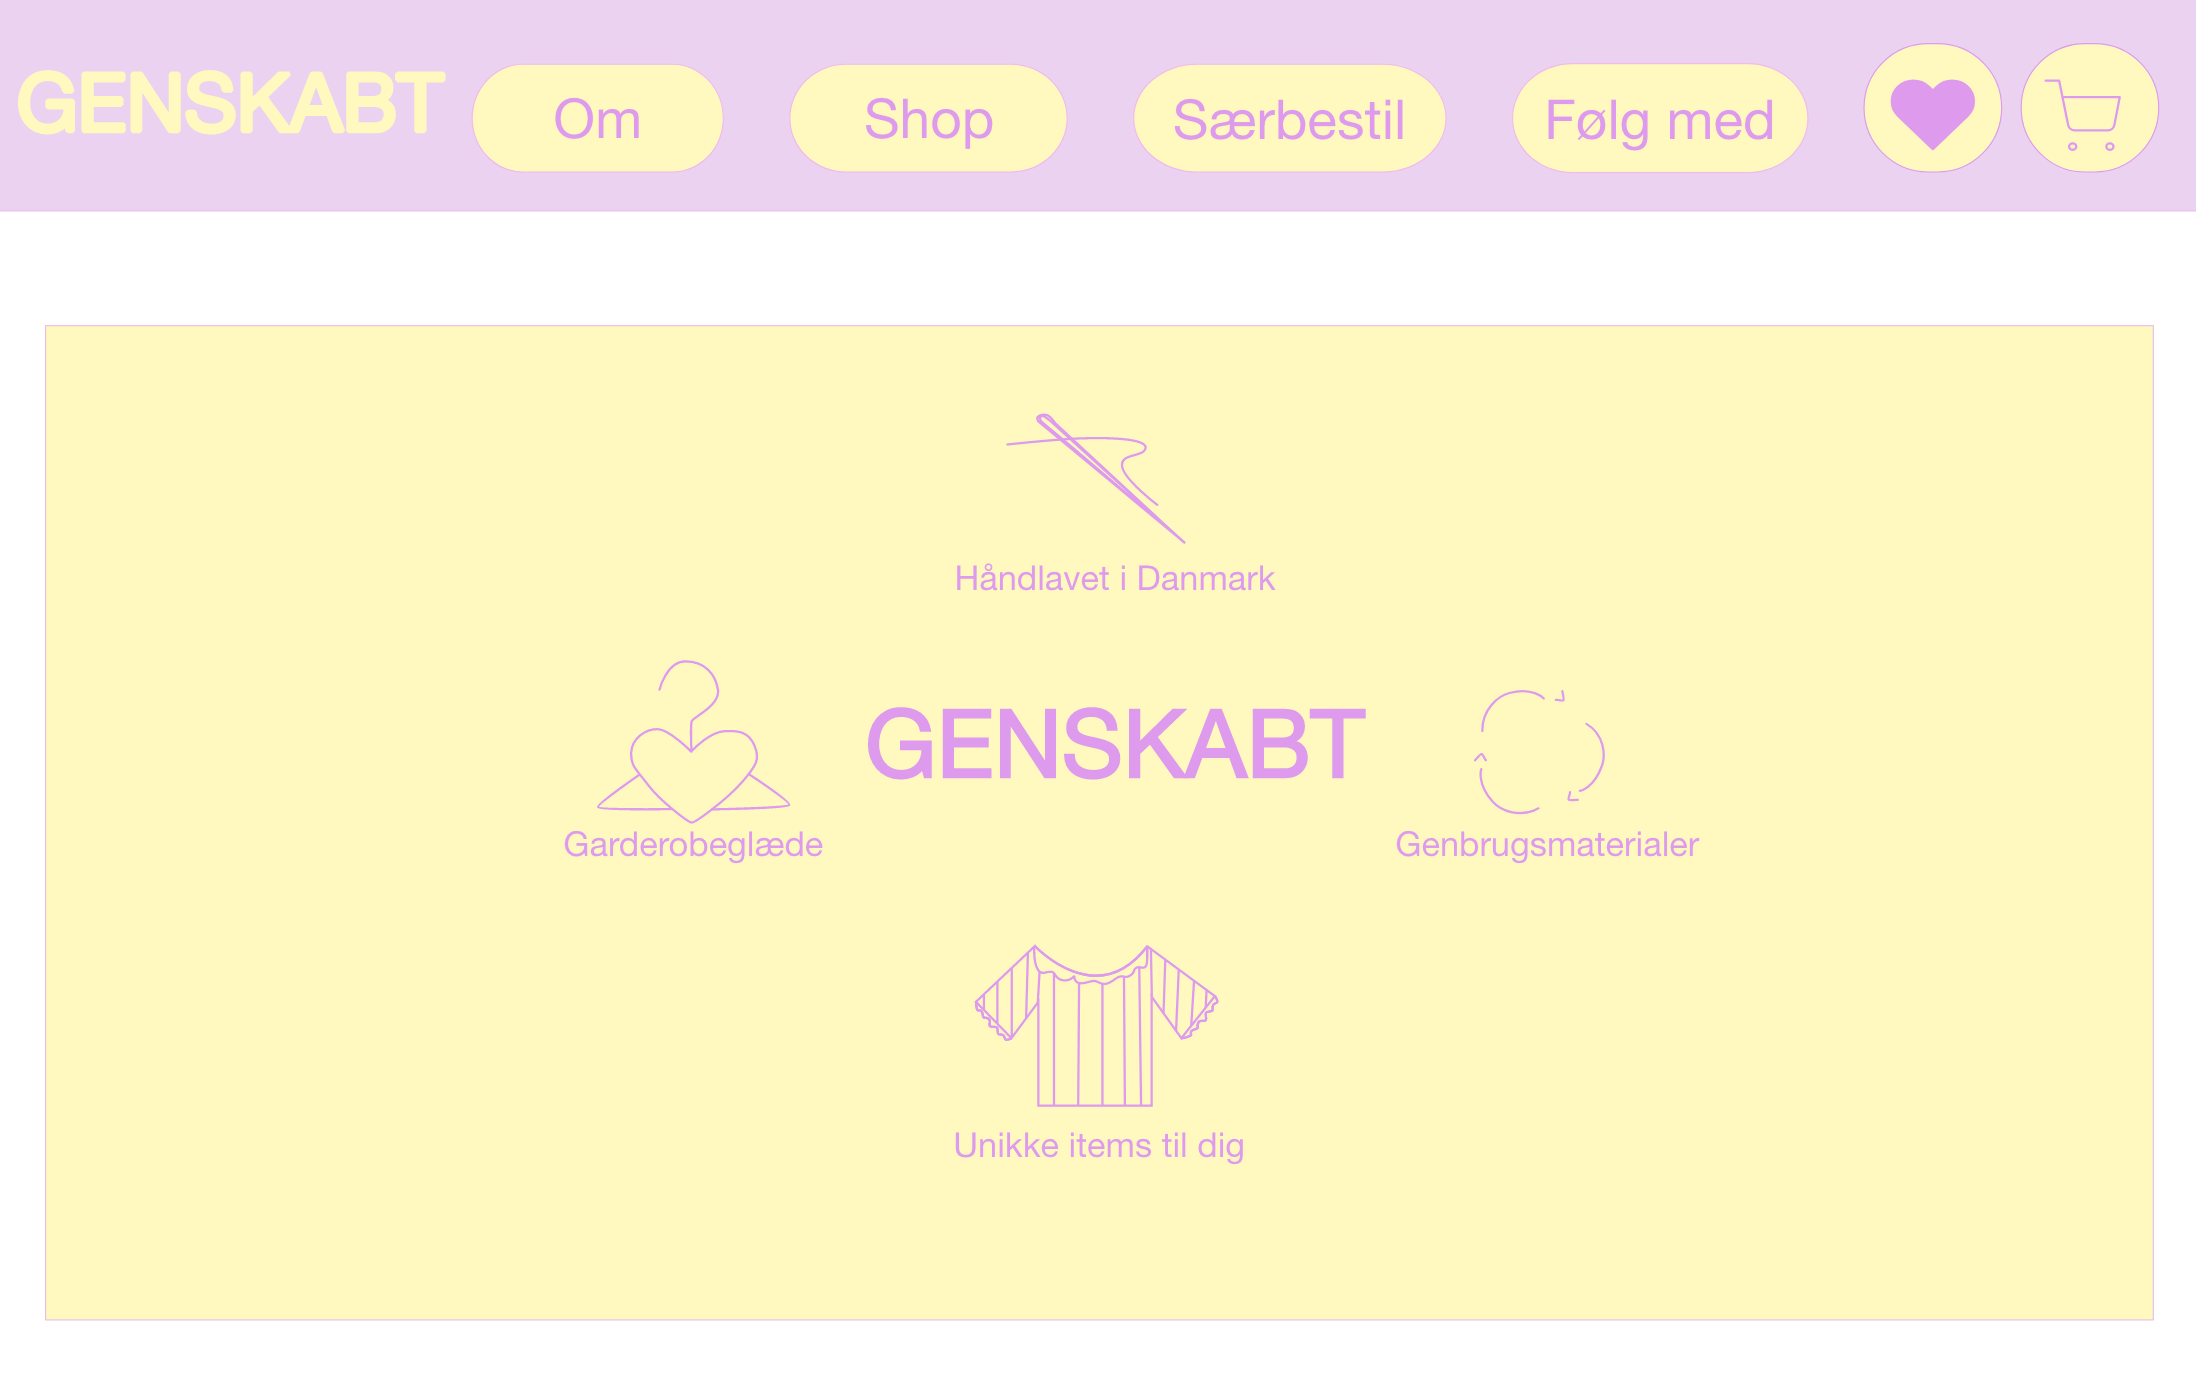 GENSKABT
Om
Shop
Særbestil
Følg med
Håndlavet i Danmark
GENSKABT
Garderobeglæde
Genbrugsmaterialer
Unikke items til dig